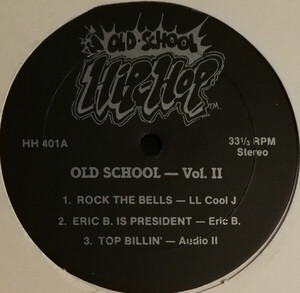 OLD SCHOOL
HIP-HOP TM.
HH 401A
33⅓ RPM
Stereo
OLD SCHOOL — Vol. II
1. ROCK THE BELLS — LL Cool J
2. ERIC B. IS PRESIDENT — Eric B.
3. TOP BILLIN' — Audio II